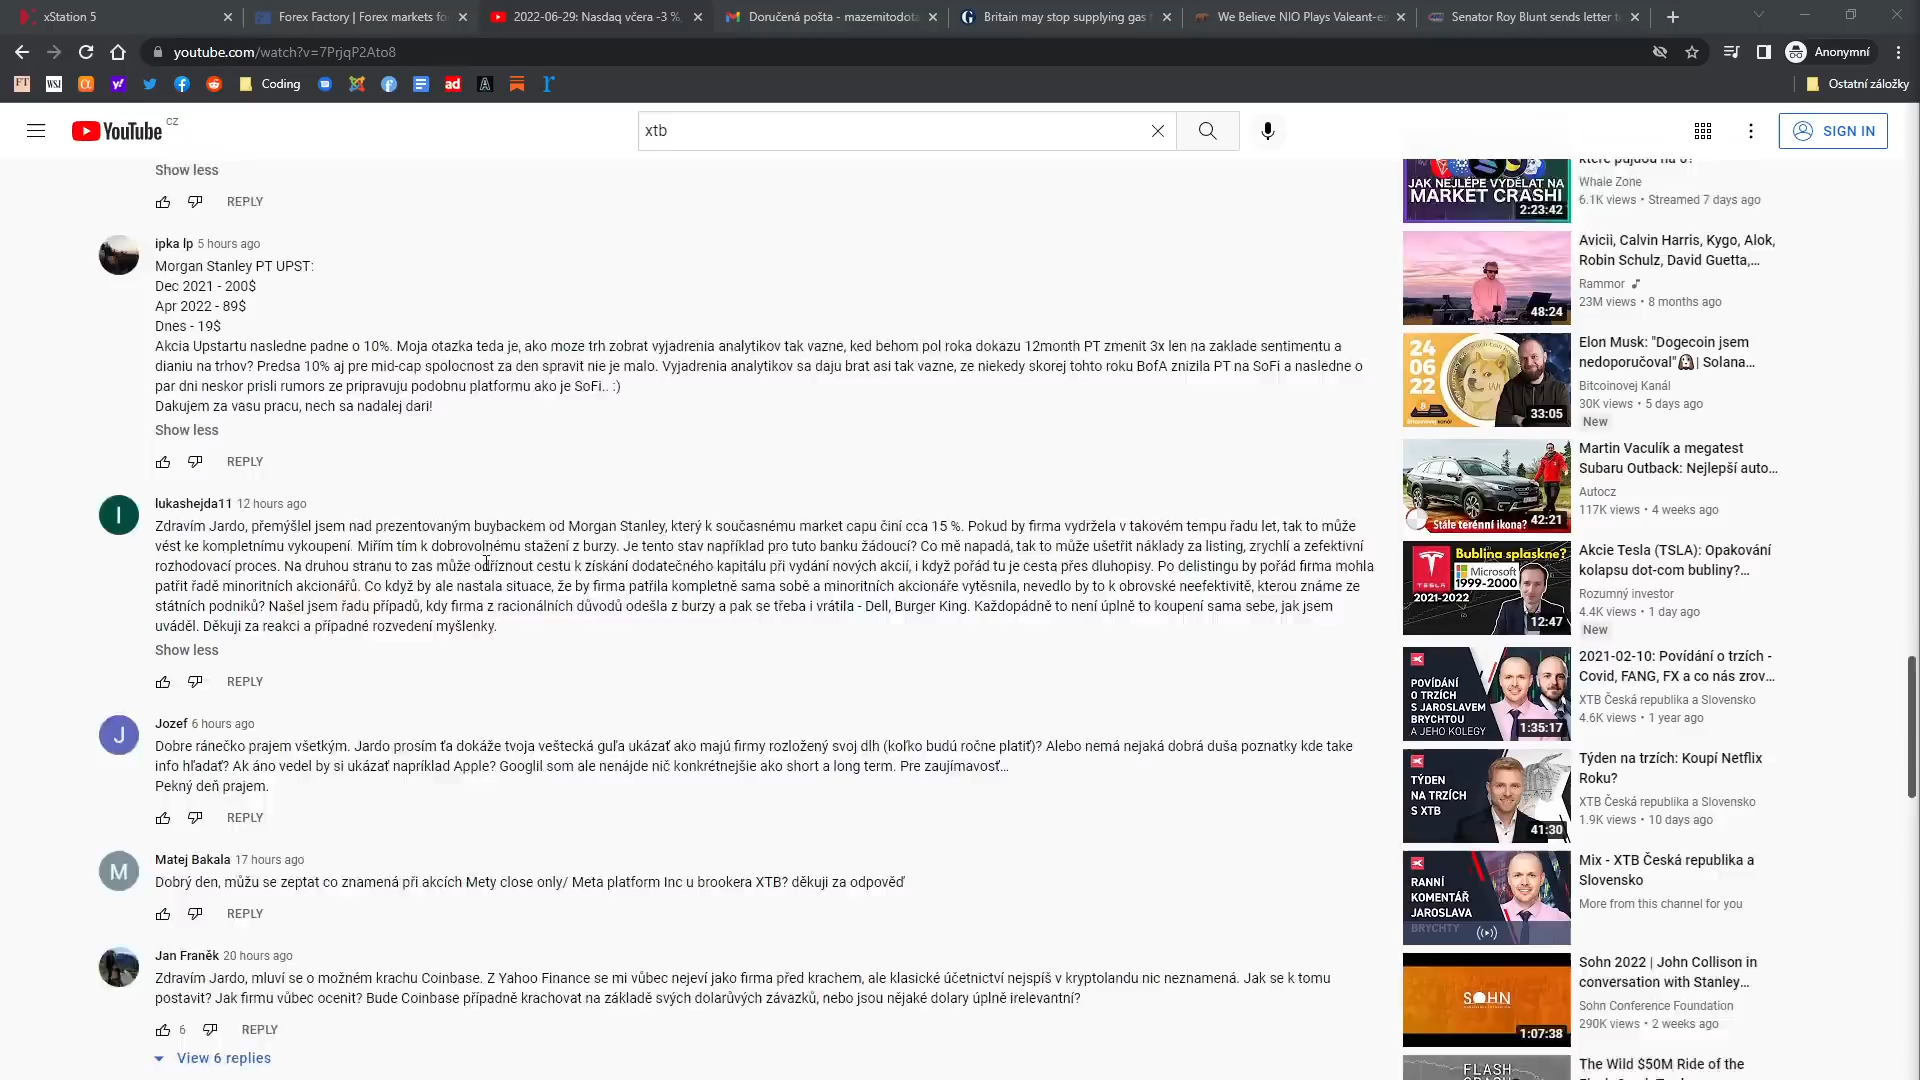 xStation 5
Forex Factory | Forex markets fo
2022-06-29: Nasdaq včera -3 %,
Doručená pošta - mazemitodota
Britain may stop supplying gas
We Believe NIO Plays Valeant-es
Senator Roy Blunt sends letter t
youtube.com/watch?v=7PrjqP2Ato8
Anonymní
FT
WSJ
Coding
ad
Ostatní záložky
YouTube
CZ
xtb
SIGN IN
Show less
REPLY
ipka lp 5 hours ago
Morgan Stanley PT UPST:
Dec 2021 - 200$
Apr 2022 - 89$
Dnes - 19$
Akcia Upstartu nasledne padne o 10%. Moja otazka teda je, ako moze trh zobrat vyjadrenia analytikov tak vazne, ked behom pol roka dokazu 12month PT zmenit 3x len na zaklade sentimentu a
dianiu na trhov? Predsa 10% aj pre mid-cap spolocnost za den spravit nie je malo. Vyjadrenia analytikov sa daju brat asi tak vazne, ze niekedy skorej tohto roku BofA znizila PT na SoFi a nasledne o
par dni neskor prisli rumors ze pripravuju podobnu platformu ako je SoFi,. :)
Dakujem za vasu pracu, nech sa nadalej dari!
Show less
REPLY
lukashejda11 12 hours ago
Zdravím Jardo, přemýšlel jsem nad prezentovaným buybackem od Morgan Stanley, který k současnému market capu činí cca 15 %. Pokud by firma vydržela v takovém tempu řadu let, tak to může
vést ke kompletnímu vykoupení. Mířím tím k dobrovolnému stažení z burzy. Je tento stav například pro tuto banku žádoucí? Co mě napadá, tak to může ušetřit náklady za listing, zrychlí a zefektivní
rozhodovací proces. Na druhou stranu to zas může odříznout cestu k získání dodatečného kapitálu při vydání nových akcií, i když pořád tu je cesta přes dluhopisy. Po delistingu by pořád firma mohla
patřit řadě minoritních akcionářů. Co když by ale nastala situace, že by firma patřila kompletně sama sobě a minoritních akcionáře vytěsnila, nevedlo by to k obrovské neefektivitě, kterou známe ze
státních podniků? Našel jsem řadu případů, kdy firma z racionálních důvodů odešla z burzy a pak se třeba i vrátila - Dell, Burger King. Každopádně to není úplně to koupení sama sebe, jak jsem
uváděl. Děkuji za reakci a případné rozvedení myšlenky.
Show less
REPLY
Jozef 6 hours ago
Dobre ránečko prajem všetkým. Jardo prosím ťa dokáže tvoja veštecká guľa ukázať ako majú firmy rozložený svoj dlh (koľko budú ročne platiť)? Alebo nemá nejaká dobrá duša poznatky kde take
info hľadať? Ak áno vedel by si ukázať napríklad Apple? Googlil som ale nenájde nič konkrétnejšie ako short a long term. Pre zaujímavosť...
Pekný deň prajem.
REPLY
Matej Bakala 17 hours ago
Dobrý den, můžu se zeptat co znamená při akcích Mety close only/ Meta platform Inc u brookera XTB? děkuji za odpověď
REPLY
Jan Franěk 20 hours ago
Zdravím Jardo, mluví se o možném krachu Coinbase. Z Yahoo Finance se mi vůbec nejeví jako firma před krachem, ale klasické účetnictví nejspíš v kryptolandu nic neznamená. Jak se k tomu
postavit? Jak firmu vůbec ocenit? Bude Coinbase případně krachovat na základě svých dolarůvých závazků, nebo jsou nějaké dolary úplně irelevantní?
6 REPLY
View 6 replies
které půjdou na 0?
JAK NEJLÉPE VYDĚLAT NA
MARKET CRASHI
2:23:42
Whale Zone
6.1K views • Streamed 7 days ago
48:24
Avicii, Calvin Harris, Kygo, Alok,
Robin Schulz, David Guetta,...
Rammor
23M views • 8 months ago
24
06
22
33:05
Elon Musk: "Dogecoin jsem
nedoporučoval" | Solana...
Bitcoinovej Kanál
30K views • 5 days ago
New
Stále terénní ikona?
42:21
Martin Vaculík a megatest
Subaru Outback: Nejlepší auto...
Autocz
117K views • 4 weeks ago
Bublina splaskne?
TESLA
Microsoft
1999-2000
2021-2022
12:47
Akcie Tesla (TSLA): Opakování
kolapsu dot-com bubliny?...
Rozumný investor
4.4K views • 1 day ago
New
POVÍDÁNÍ
O TRZÍCH
S JAROSLAVEM
BRYCHTOU
A JEHO KOLEGY
1:35:17
2021-02-10: Povídání o trzích -
Covid, FANG, FX a co nás zrov...
XTB Česká republika a Slovensko
4.6K views • 1 year ago
TÝDEN
NA TRZÍCH
S XTB
41:30
Týden na trzích: Koupí Netflix
Roku?
XTB Česká republika a Slovensko
1.9K views • 10 days ago
RANNÍ
KOMENTÁŘ
JAROSLAVA
BRYCHTY
Mix - XTB Česká republika a
Slovensko
More from this channel for you
SOHN
1:07:38
Sohn 2022 | John Collison in
conversation with Stanley...
Sohn Conference Foundation
290K views • 2 weeks ago
FLASH
The Wild $50M Ride of the